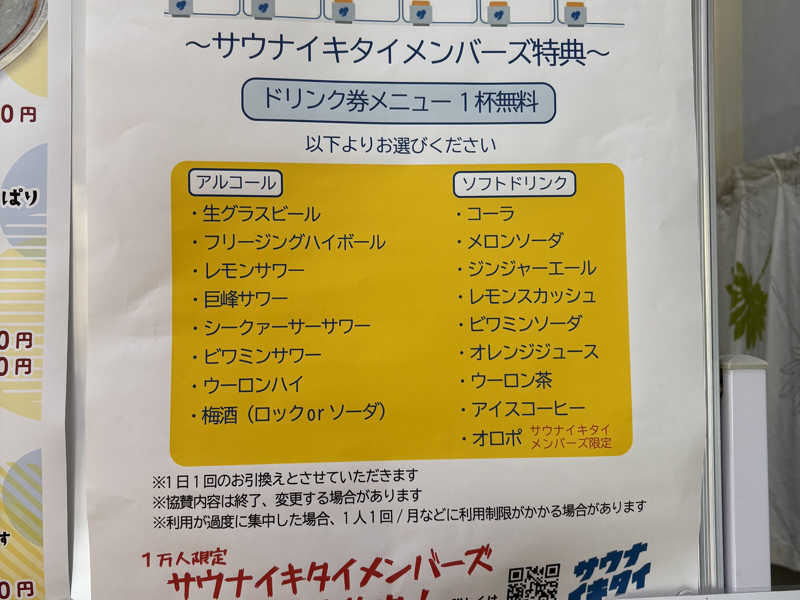 〜サウナイキタイメンバーズ特典〜
ドリンク券メニュー１杯無料
以下よりお選びください
アルコール
・生グラスビール
・フリージングハイボール
・レモンサワー
・巨峰サワー
・シークァーサーサワー
・ビワミンサワー
・ウーロンハイ
・梅酒（ロックorソーダ）
ソフトドリンク
・コーラ
・メロンソーダ
・ジンジャーエール
・レモンスカッシュ
・ビワミンソーダ
・オレンジジュース
・ウーロン茶
・アイスコーヒー
・オロポ サウナイキタイ
メンバーズ限定
※1日1回のお引換えとさせていただきます
※協賛内容は終了、変更する場合があります
※利用が過度に集中した場合、1人1回/月などに利用制限がかかる場合があります
1万人限定
サウナイキタイメンバーズ
サウナ
イキタイ
0円
ぱり
0円
0円
す
0円